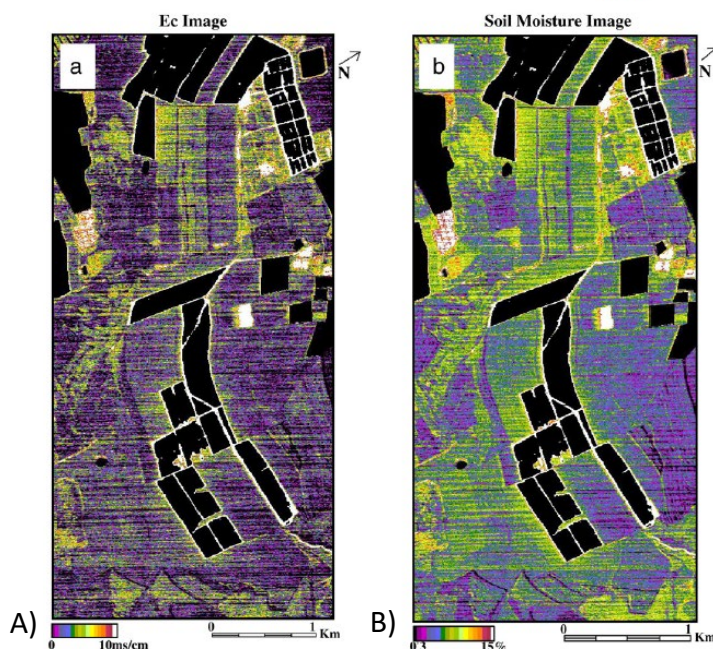 Ec Image
a
N
A)
0 10ms/cm
0 1
Km
Soil Moisture Image
b
N
B)
0 3 15%
0 1
Km